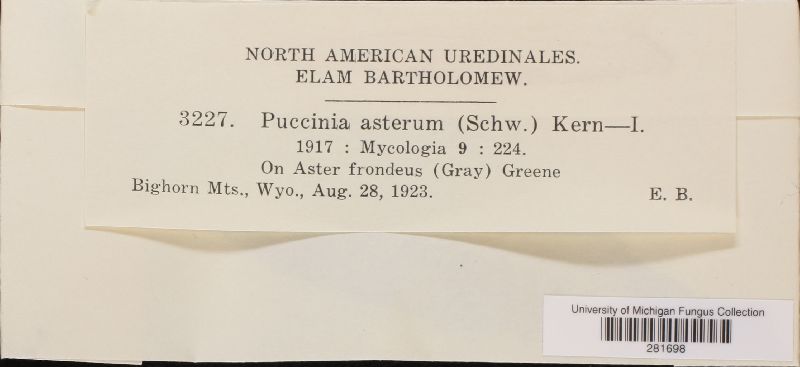 NORTH AMERICAN UREDINALES.
ELAM BARTHOLOMEW.
3227. Puccinia asterum (Schw.) Kern—I.
1917 : Mycologia 9 : 224.
On Aster frondeus (Gray) Greene
Bighorn Mts., Wyo., Aug. 28, 1923. E. B.
University of Michigan Fungus Collection
281698